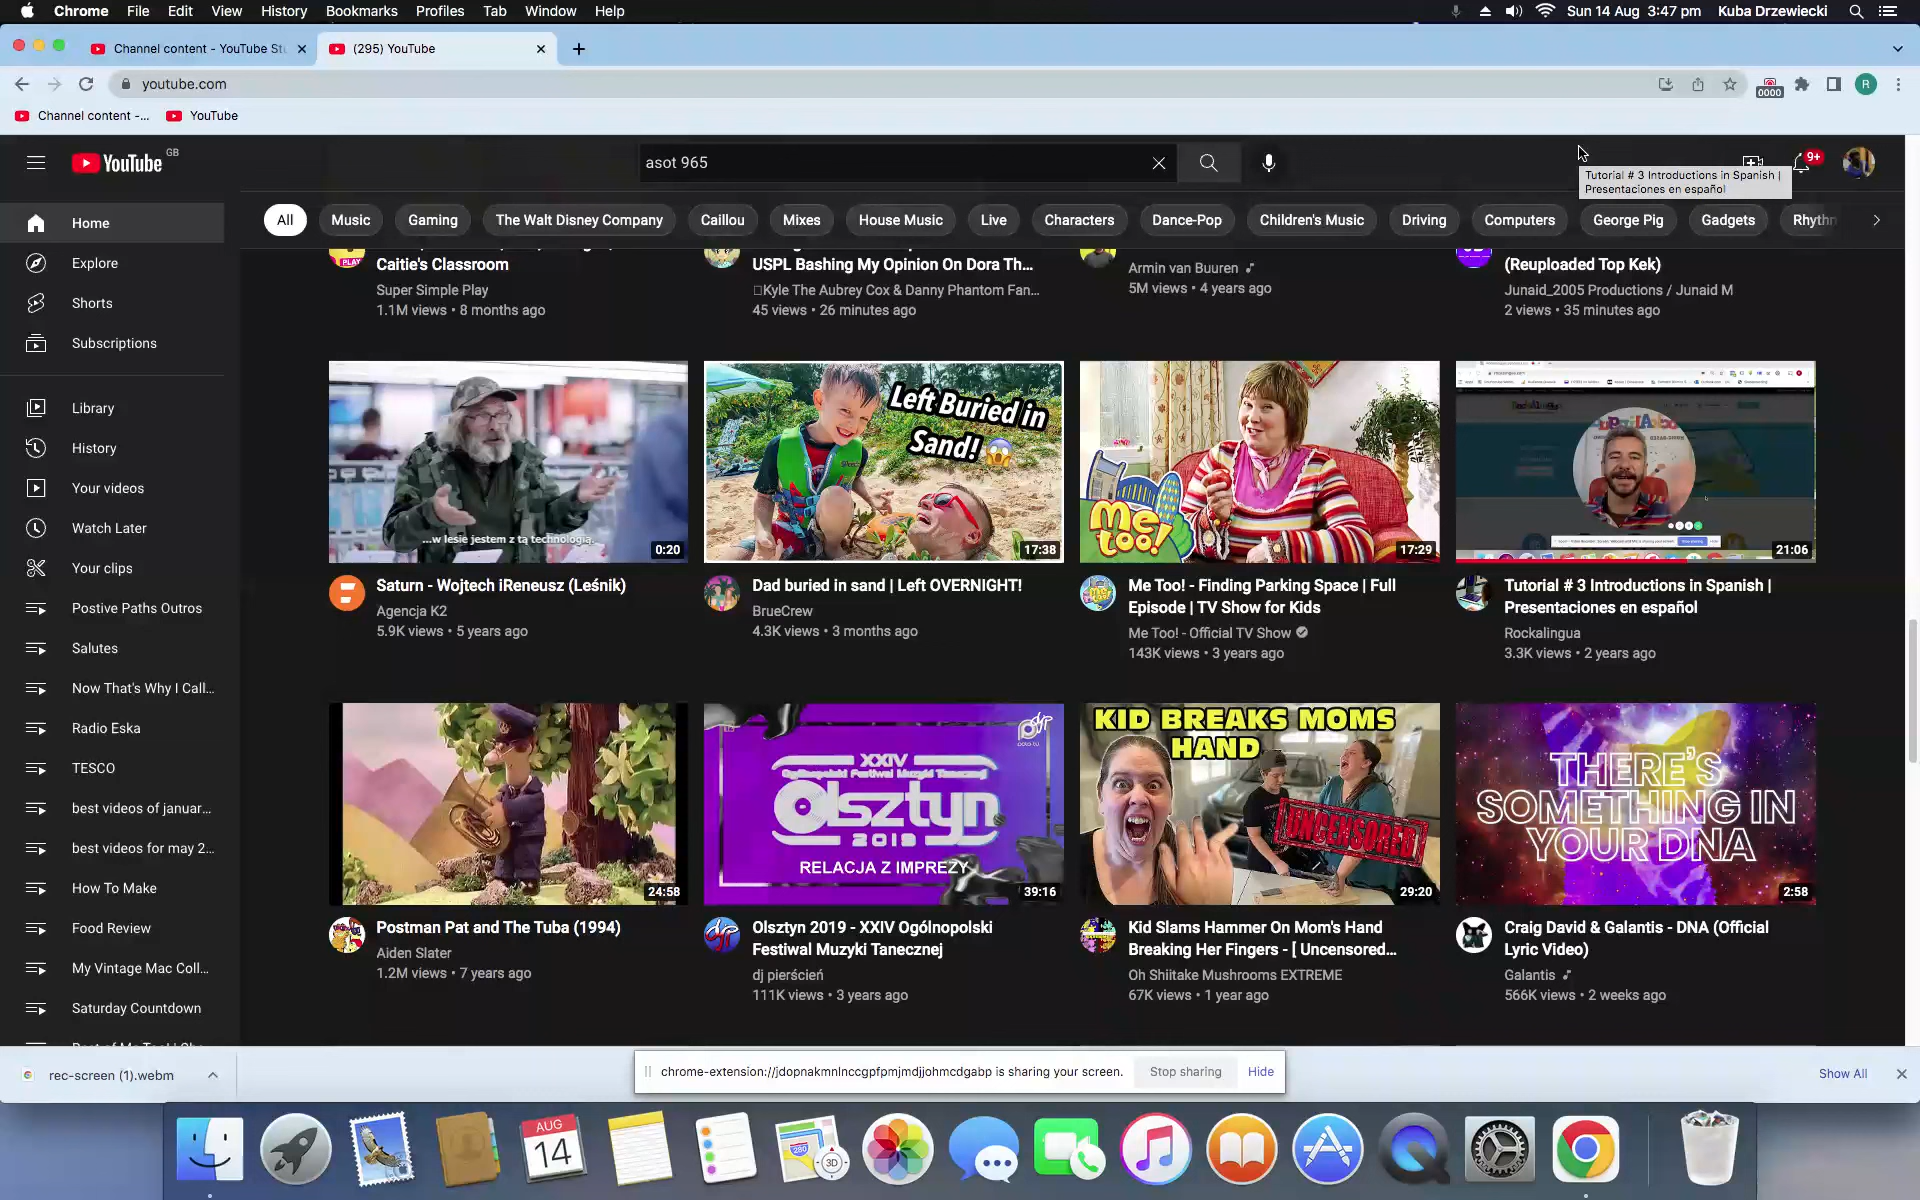 Chrome File Edit View History Bookmarks Profiles Tab Window Help
Sun 14 Aug 3:47 pm Kuba Drzewiecki
Channel content - YouTube Stu
(295) YouTube
youtube.com
0000
R
Channel content -...
YouTube
YouTube GB
asot 965
9+
Tutorial # 3 Introductions in Spanish |
Presentaciones en español
All Music Gaming The Walt Disney Company Caillou Mixes House Music Live Characters Dance-Pop Children's Music Driving Computers George Pig Gadgets Rhythm
Home
Explore
Shorts
Subscriptions
Library
History
Your videos
Watch Later
Your clips
Postive Paths Outros
Salutes
Now That's Why I Call...
Radio Eska
TESCO
best videos of januar...
best videos for may 2...
How To Make
Food Review
My Vintage Mac Coll...
Saturday Countdown
PLAY
Caitie's Classroom
Super Simple Play
1.1M views • 8 months ago
USPL Bashing My Opinion On Dora Th...
Kyle The Aubrey Cox & Danny Phantom Fan...
45 views • 26 minutes ago
Armin van Buuren
5M views • 4 years ago
(Reuploaded Top Kek)
Junaid_2005 Productions / Junaid M
2 views • 35 minutes ago
...w lesie jestem z tą technologią.
0:20
Saturn - Wojtech iReneusz (Leśnik)
Agencja K2
5.9K views • 5 years ago
Left Buried in
Sand!
17:38
Dad buried in sand | Left OVERNIGHT!
BrueCrew
4.3K views • 3 months ago
Me
too!
17:29
Me Too! - Finding Parking Space | Full
Episode | TV Show for Kids
Me Too! - Official TV Show
143K views • 3 years ago
21:06
Tutorial # 3 Introductions in Spanish |
Presentaciones en español
Rockalingua
3.3K views • 2 years ago
24:58
Postman Pat and The Tuba (1994)
Aiden Slater
1.2M views • 7 years ago
XXIV
Ogólnopolski Festiwal Muzyki Tanecznej
Olsztyn
2019
RELACJA Z IMPREZY
39:16
Olsztyn 2019 - XXIV Ogólnopolski
Festiwal Muzyki Tanecznej
dj pierścień
111K views • 3 years ago
KID BREAKS MOMS
HAND
UNCENSORED
29:20
Kid Slams Hammer On Mom's Hand
Breaking Her Fingers - [ Uncensored...
Oh Shiitake Mushrooms EXTREME
67K views • 1 year ago
THERE'S
SOMETHING IN
YOUR DNA
2:58
Craig David & Galantis - DNA (Official
Lyric Video)
Galantis
566K views • 2 weeks ago
rec-screen (1).webm
chrome-extension://jdopnakmnlnccgpfpmjmdjjohmcdgabp is sharing your screen.
Stop sharing
Hide
Show All
AUG
14
280
3D